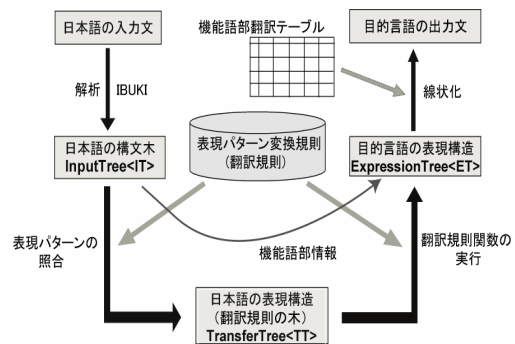 日本語の入力文
機能語部翻訳テーブル
目的言語の出力文
解析
IBUKI
線状化
日本語の構文木
InputTree<IT>
表現パターン変換規則
(翻訳規則)
目的言語の表現構造
ExpressionTree<ET>
表現パターンの
照合
機能語部情報
翻訳規則関数の
実行
日本語の表現構造
(翻訳規則の木)
TransferTree<TT>